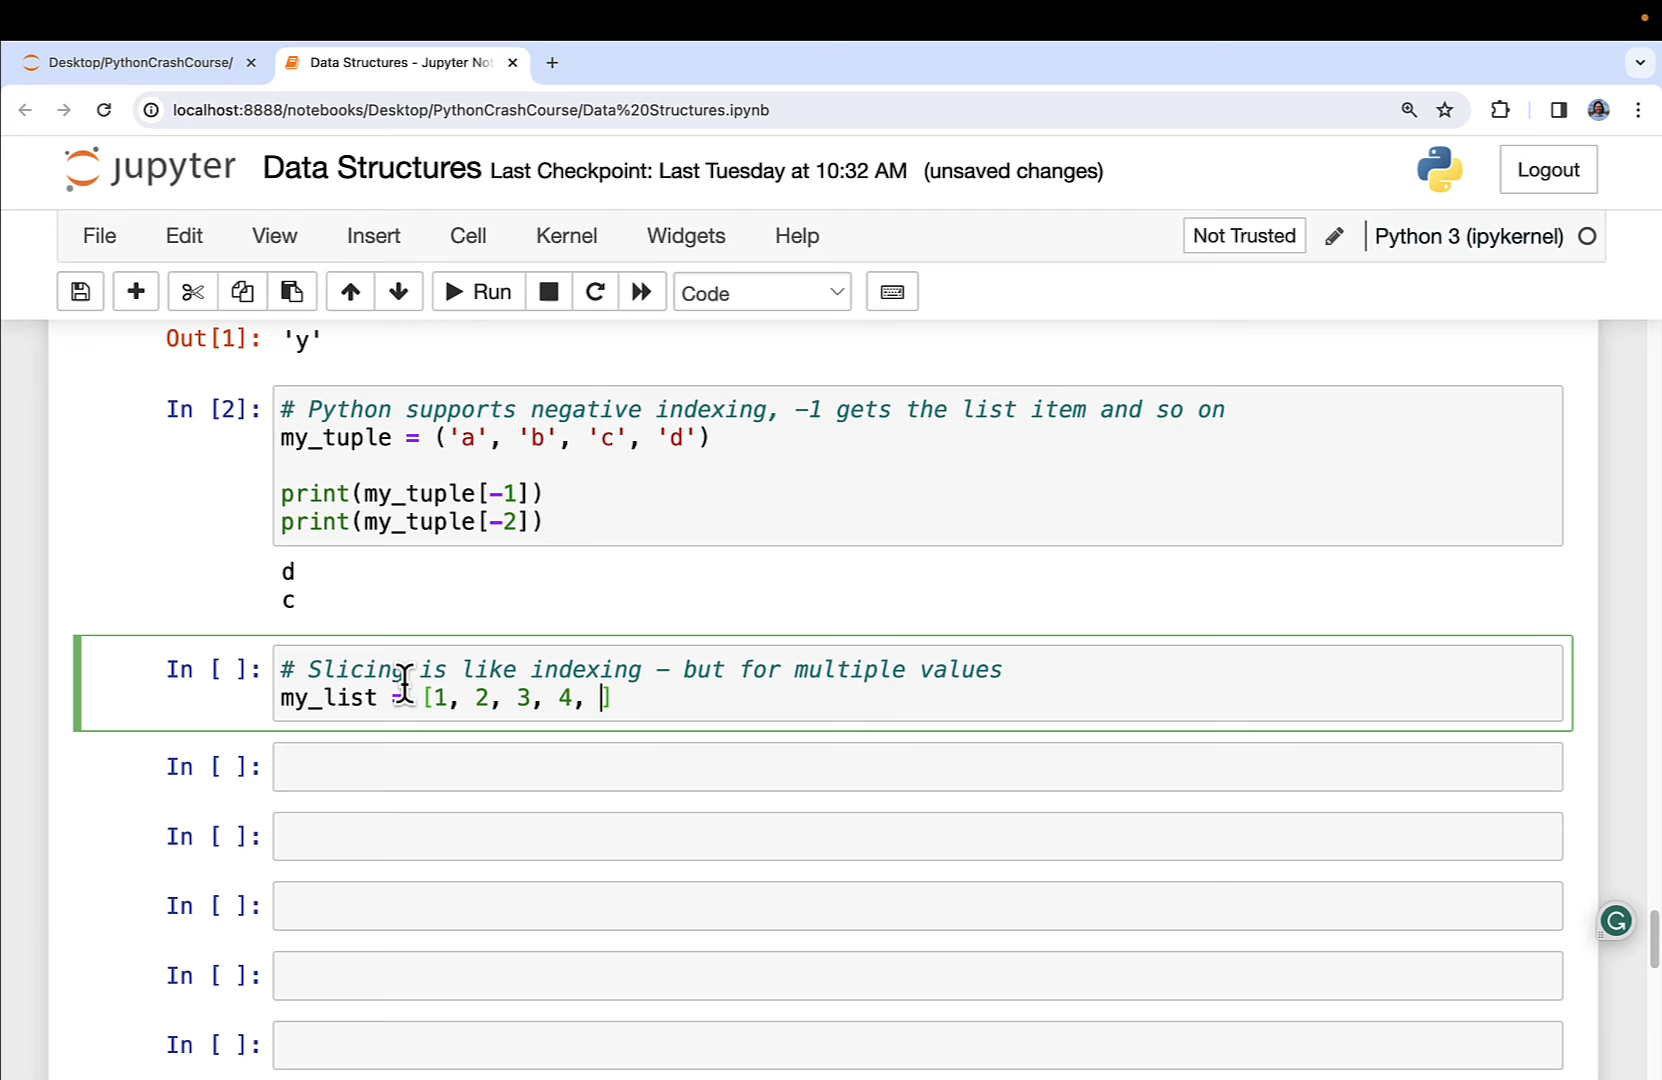 Desktop/PythonCrashCourse/
Data Structures - Jupyter Not
localhost:8888/notebooks/Desktop/PythonCrashCourse/Data%20Structures.ipynb
jupyter Data Structures Last Checkpoint: Last Tuesday at 10:32 AM (unsaved changes)
Logout
File Edit View Insert Cell Kernel Widgets Help
Not Trusted
Python 3 (ipykernel)
Run
Code
Out[1]: 'y'
In [2]: # Python supports negative indexing, -1 gets the list item and so on
my_tuple = ('a', 'b', 'c', 'd')
print(my_tuple[-1])
print(my_tuple[-2])
d
c
In [ ]: # Slicing is like indexing - but for multiple values
my_list = [1, 2, 3, 4, ]
In [ ]:
In [ ]:
In [ ]:
In [ ]:
In [ ]: